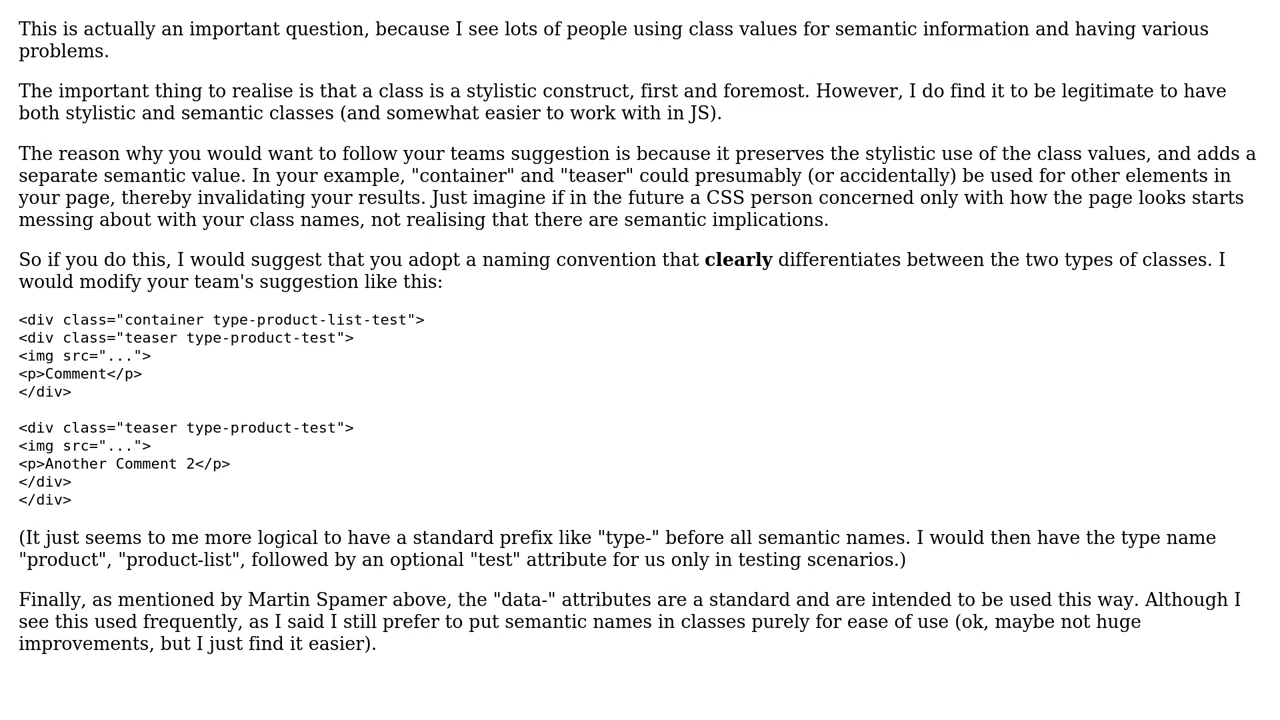 This is actually an important question, because I see lots of people using class values for semantic information and having various
problems.
The important thing to realise is that a class is a stylistic construct, first and foremost. However, I do find it to be legitimate to have
both stylistic and semantic classes (and somewhat easier to work with in JS).
The reason why you would want to follow your teams suggestion is because it preserves the stylistic use of the class values, and adds a
separate semantic value. In your example, "container" and "teaser" could presumably (or accidentally) be used for other elements in
your page, thereby invalidating your results. Just imagine if in the future a CSS person concerned only with how the page looks starts
messing about with your class names, not realising that there are semantic implications.
So if you do this, I would suggest that you adopt a naming convention that clearly differentiates between the two types of classes. I
would modify your team's suggestion like this:
<div class="container type-product-list-test">
<div class="teaser type-product-test">
<img src="...">
<p>Comment</p>
</div>
<div class="teaser type-product-test">
<img src="...">
<p>Another Comment 2</p>
</div>
</div>
(It just seems to me more logical to have a standard prefix like "type-" before all semantic names. I would then have the type name
"product", "product-list", followed by an optional "test" attribute for us only in testing scenarios.)
Finally, as mentioned by Martin Spamer above, the "data-" attributes are a standard and are intended to be used this way. Although I
see this used frequently, as I said I still prefer to put semantic names in classes purely for ease of use (ok, maybe not huge
improvements, but I just find it easier).